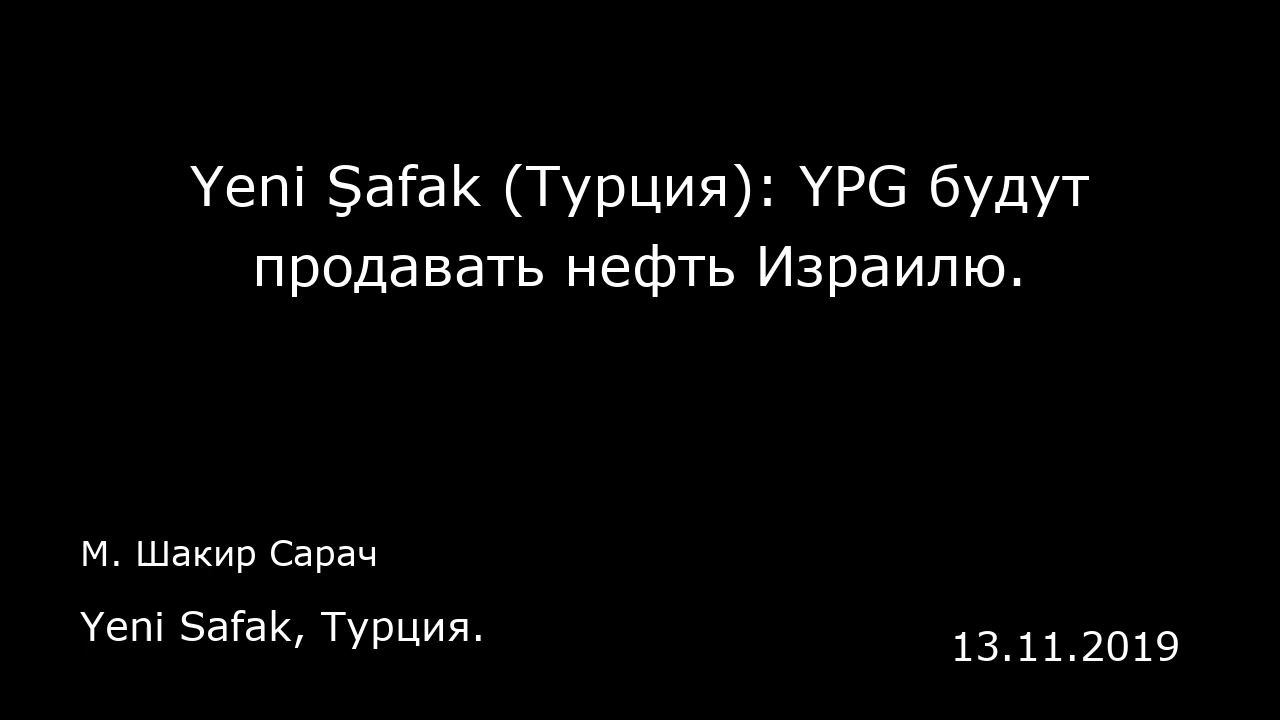 Yeni Şafak (Турция): YPG будут
продавать нефть Израилю.
М. Шакир Сарач
Yeni Safak, Турция.
13.11.2019